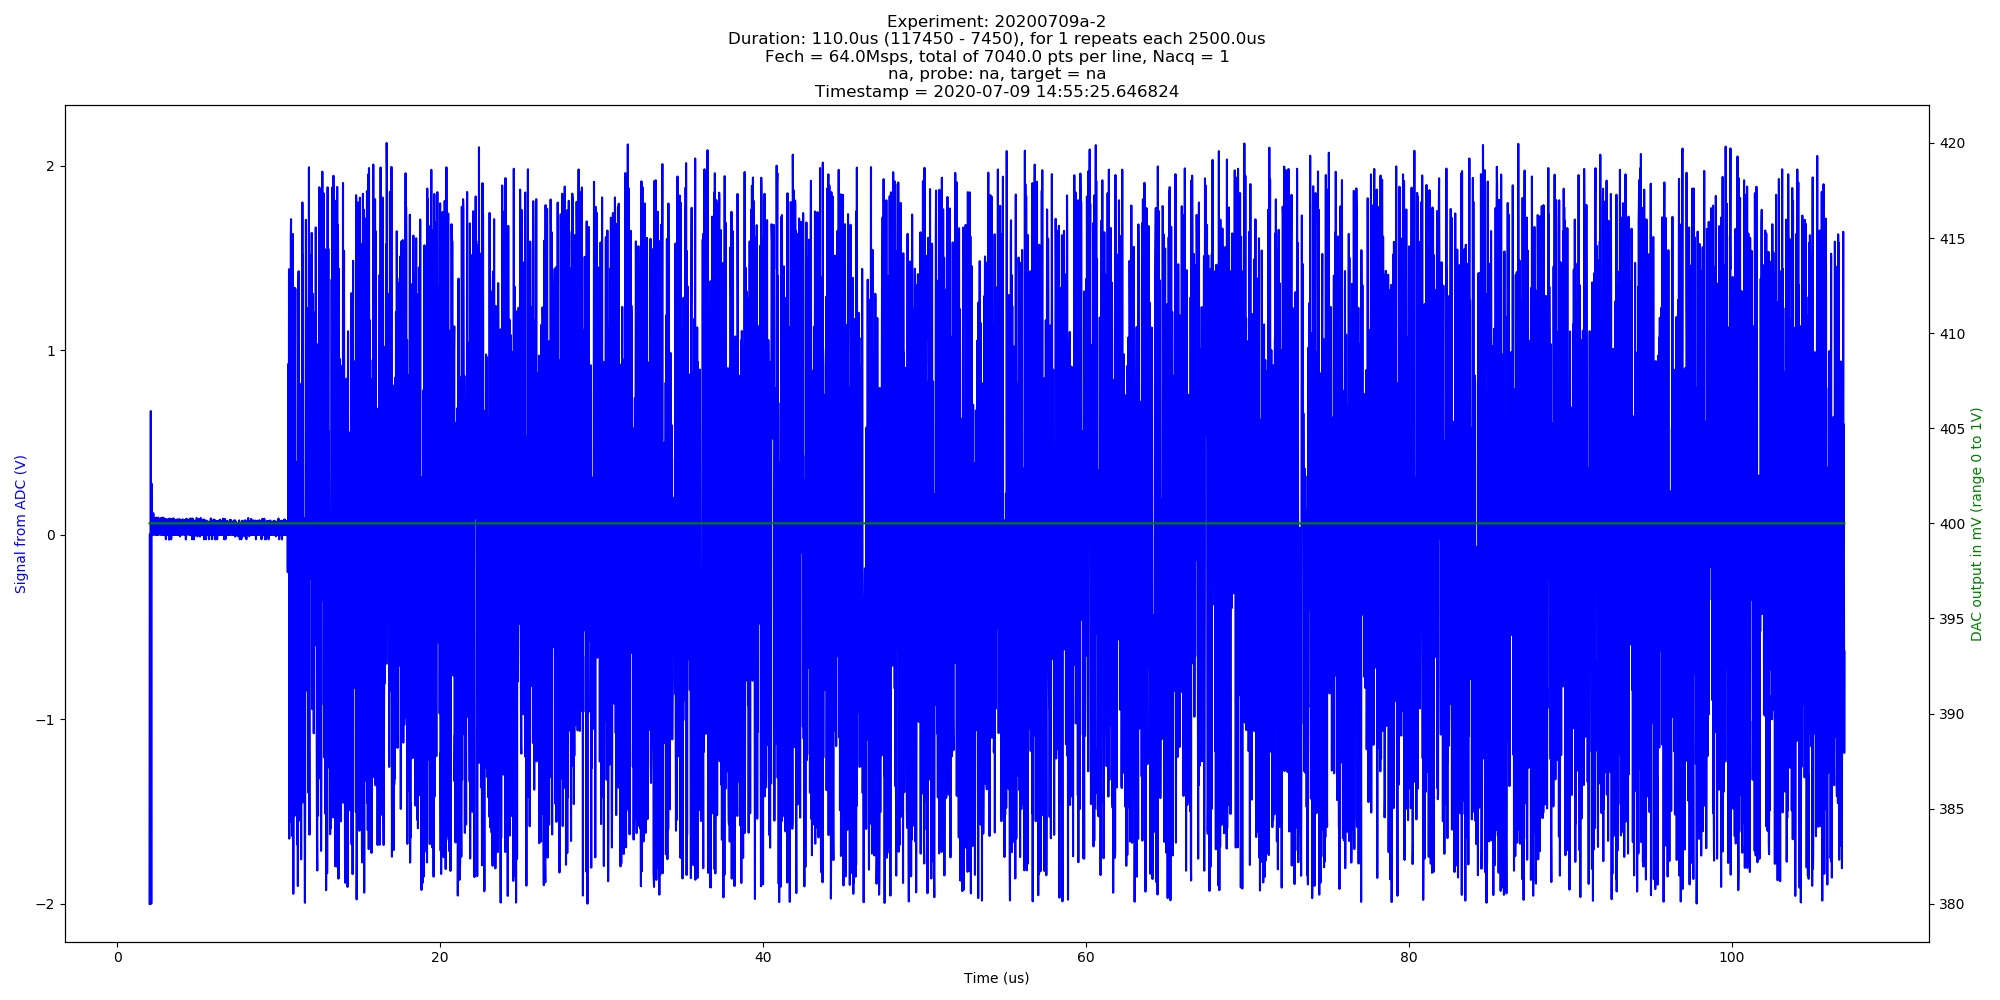 Experiment: 20200709a-2
Duration: 110.0us (117450 - 7450), for 1 repeats each 2500.0us
Fech = 64.0Msps, total of 7040.0 pts per line, Nacq = 1
na, probe: na, target = na
Timestamp = 2020-07-09 14:55:25.646824
Signal from ADC (V)
2
1
0
−1
−2
420
415
410
405
400
395
390
385
380
DAC output in mV (range 0 to 1V)
0
20
40
60
80
100
Time (us)